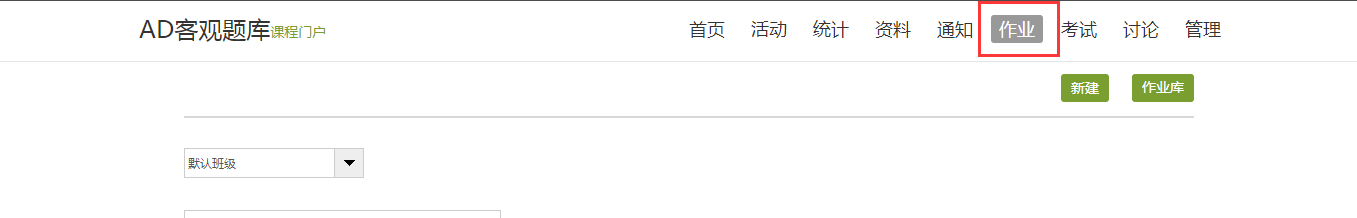 AD客观题库课程门户 首页 活动 统计 资料 通知 作业 考试 讨论 管理
新建 作业库
默认班级